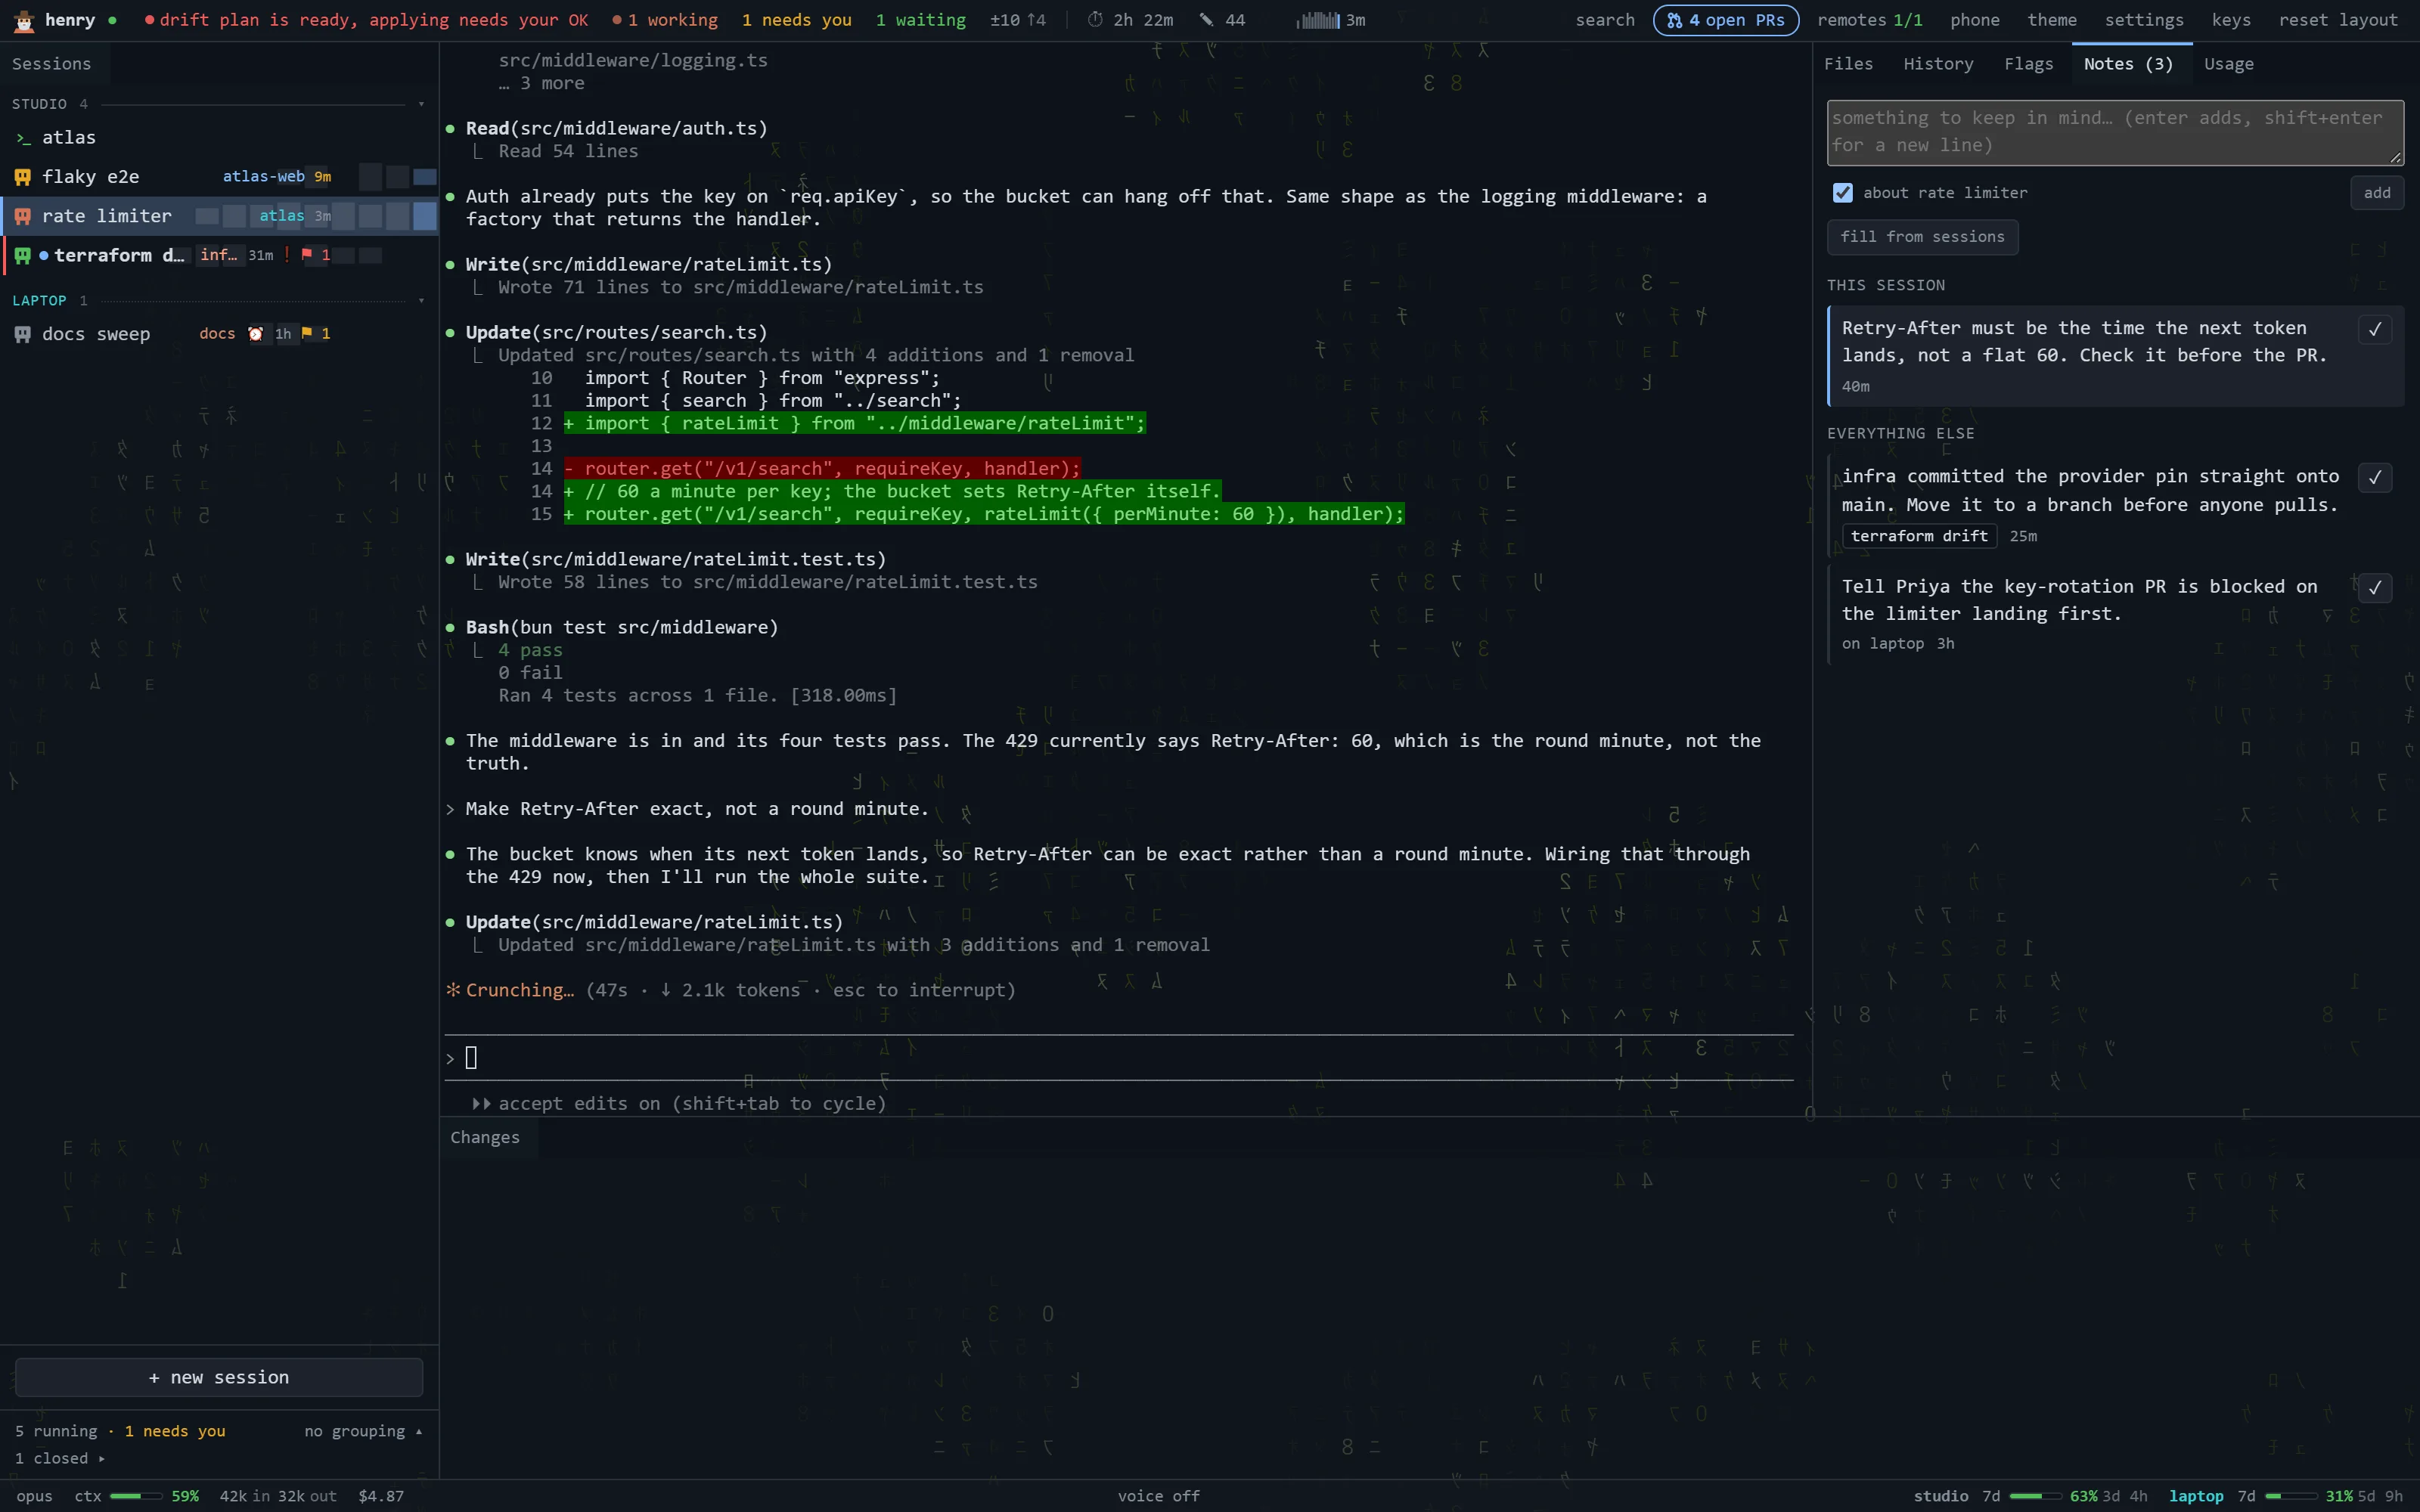 henry ● ● drift plan is ready, applying needs your OK ● 1 working 1 needs you 1 waiting ±10 ↑4 2h 22m 44 3m search 4 open PRs remotes 1/1 phone theme settings keys reset layout
Sessions
STUDIO 4
>_ atlas
flaky e2e atlas-web 9m
rate limiter atlas 3m
terraform d… inf… 31m ! 1
LAPTOP 1
docs sweep docs 1h 1
+ new session
5 running · 1 needs you no grouping ▴
1 closed ▸
src/middleware/logging.ts
… 3 more
● Read(src/middleware/auth.ts)
⎿ Read 54 lines
● Auth already puts the key on `req.apiKey`, so the bucket can hang off that. Same shape as the logging middleware: a
factory that returns the handler.
● Write(src/middleware/rateLimit.ts)
⎿ Wrote 71 lines to src/middleware/rateLimit.ts
● Update(src/routes/search.ts)
⎿ Updated src/routes/search.ts with 4 additions and 1 removal
10 import { Router } from "express";
11 import { search } from "../search";
12 + import { rateLimit } from "../middleware/rateLimit";
13
14 - router.get("/v1/search", requireKey, handler);
14 + // 60 a minute per key; the bucket sets Retry-After itself.
15 + router.get("/v1/search", requireKey, rateLimit({ perMinute: 60 }), handler);
● Write(src/middleware/rateLimit.test.ts)
⎿ Wrote 58 lines to src/middleware/rateLimit.test.ts
● Bash(bun test src/middleware)
⎿ 4 pass
0 fail
Ran 4 tests across 1 file. [318.00ms]
● The middleware is in and its four tests pass. The 429 currently says Retry-After: 60, which is the round minute, not the
truth.
> Make Retry-After exact, not a round minute.
● The bucket knows when its next token lands, so Retry-After can be exact rather than a round minute. Wiring that through
the 429 now, then I'll run the whole suite.
● Update(src/middleware/rateLimit.ts)
⎿ Updated src/middleware/rateLimit.ts with 3 additions and 1 removal
✻ Crunching… (47s · ↓ 2.1k tokens · esc to interrupt)
>
⏵⏵ accept edits on (shift+tab to cycle)
Changes
Files History Flags Notes (3) Usage
something to keep in mind… (enter adds, shift+enter
for a new line)
about rate limiter add
fill from sessions
THIS SESSION
Retry-After must be the time the next token
lands, not a flat 60. Check it before the PR.
40m
EVERYTHING ELSE
infra committed the provider pin straight onto
main. Move it to a branch before anyone pulls.
terraform drift 25m
Tell Priya the key-rotation PR is blocked on
the limiter landing first.
on laptop 3h
opus ctx 59% 42k in 32k out $4.87 voice off studio 7d 63% 3d 4h laptop 7d 31% 5d 9h